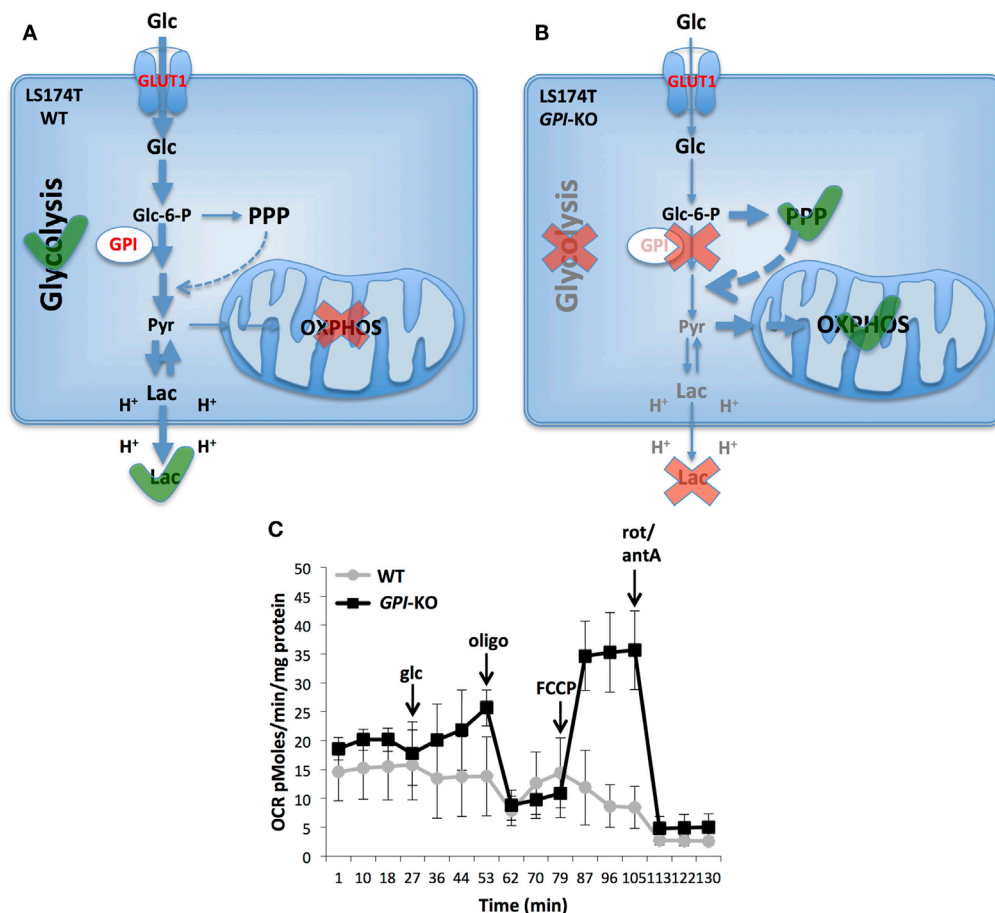 A
Glc
GLUT1
LS174T
WT
Glc
Glycolysis
Glc-6-P
PPP
GPI
Pyr
OXPHOS
Lac
H+ H+
H+ H+
Lac
B
Glc
GLUT1
LS174T
GPI-KO
Glc
Glycolysis
Glc-6-P
PPP
GPI
Pyr
OXPHOS
Lac
H+ H+
H+ H+
Lac
C
WT
GPI-KO
glc
oligo
FCCP
rot/
antA
OCR pMoles/min/mg protein
50
45
40
35
30
25
20
15
10
5
0
1 10 18 27 36 44 53 62 70 79 87 96 105 113 122 130
Time (min)